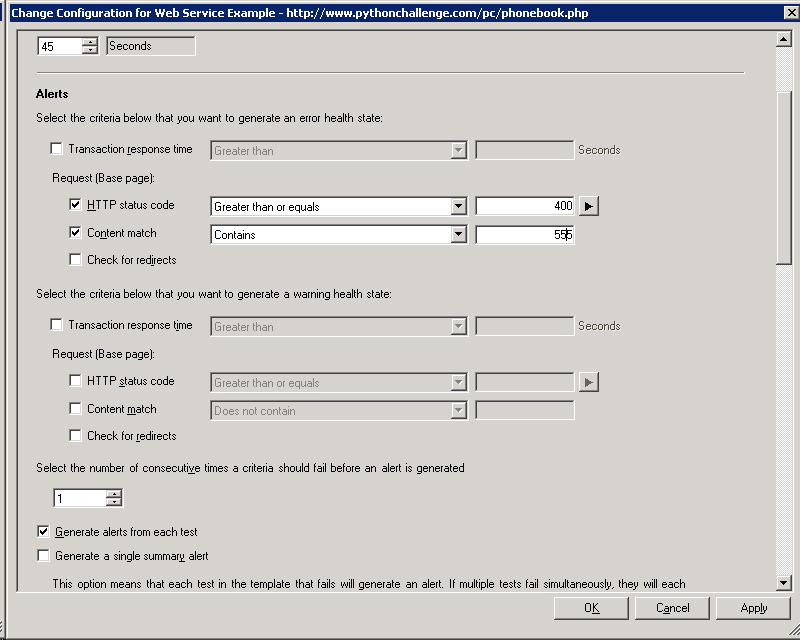 Change Configuration for Web Service Example - http://www.pythonchallenge.com/pc/phonebook.php
45 Seconds
Alerts
Select the criteria below that you want to generate an error health state:
Transaction response time Greater than Seconds
Request (Base page):
HTTP status code Greater than or equals 400
Content match Contains 555
Check for redirects
Select the criteria below that you want to generate a warning health state:
Transaction response time Greater than Seconds
Request (Base page):
HTTP status code Greater than or equals
Content match Does not contain
Check for redirects
Select the number of consecutive times a criteria should fail before an alert is generated
1
Generate alerts from each test
Generate a single summary alert
This option means that each test in the template that fails will generate an alert. If multiple tests fail simultaneously, they will each
OK Cancel Apply